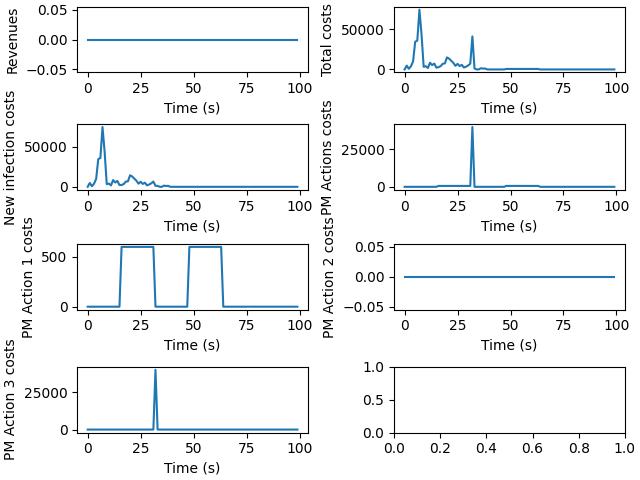 Revenues
0.05
0.00
−0.05
0 25 50 75 100
Time (s)
Total costs
50000
0
0 25 50 75 100
Time (s)
New infection costs
50000
0
0 25 50 75 100
Time (s)
PM Actions costs
25000
0
0 25 50 75 100
Time (s)
PM Action 1 costs
500
0
0 25 50 75 100
Time (s)
PM Action 2 costs
0.05
0.00
−0.05
0 25 50 75 100
Time (s)
PM Action 3 costs
25000
0
0 25 50 75 100
Time (s)
1.0
0.5
0.0
0.0 0.2 0.4 0.6 0.8 1.0